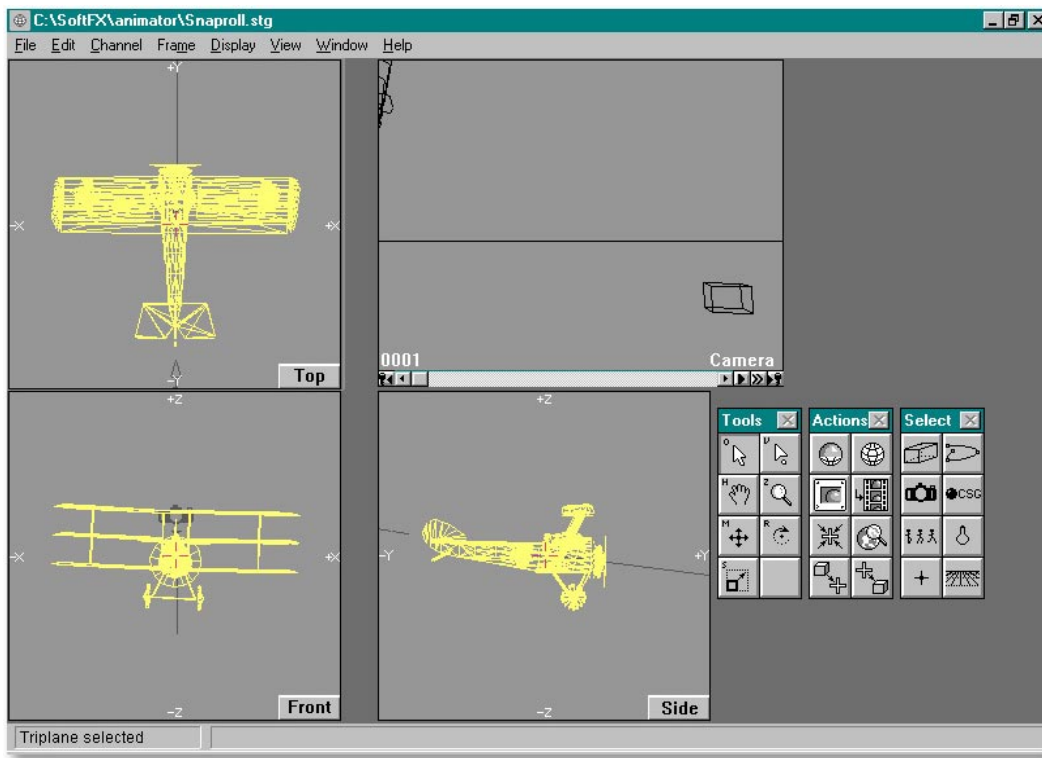 C:\SoftFX\animator\Snaproll.stg
File Edit Channel Frame Display View Window Help
+Y
-X +X
-Y
Top
0001 Camera
+Z
-X +X
-Z
Front
+Z
-Y +Y
-Z
Side
Tools Actions Select
O V
H Z
CSG
M R
S
Triplane selected